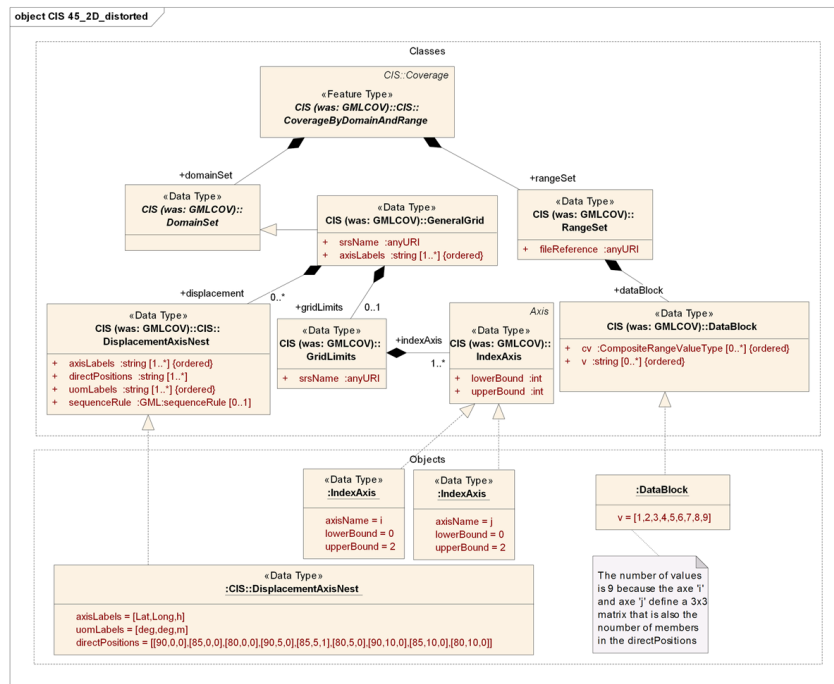 object CIS 45_2D_distorted
Classes
CIS::Coverage
«Feature Type»
CIS (was: GMLCOV)::CIS::
CoverageByDomainAndRange
+domainSet
+rangeSet
«Data Type»
CIS (was: GMLCOV)::
DomainSet
«Data Type»
CIS (was: GMLCOV)::GeneralGrid
+ srsName :anyURI
+ axisLabels :string [1..*] {ordered}
«Data Type»
CIS (was: GMLCOV)::
RangeSet
+ fileReference :anyURI
+displacement
0..*
+gridLimits
0..1
+dataBlock
«Data Type»
CIS (was: GMLCOV)::CIS::
DisplacementAxisNest
+ axisLabels :string [1..*] {ordered}
+ directPositions :string [1..*]
+ uomLabels :string [1..*] {ordered}
+ sequenceRule :GML:sequenceRule [0..1]
«Data Type»
CIS (was: GMLCOV)::
GridLimits
+ srsName :anyURI
+indexAxis
1..*
Axis
«Data Type»
CIS (was: GMLCOV)::
IndexAxis
+ lowerBound :int
+ upperBound :int
«Data Type»
CIS (was: GMLCOV)::DataBlock
+ cv :CompositeRangeValueType [0..*] {ordered}
+ v :string [0..*] {ordered}
Objects
«Data Type»
:IndexAxis
axisName = i
lowerBound = 0
upperBound = 2
«Data Type»
:IndexAxis
axisName = j
lowerBound = 0
upperBound = 2
:DataBlock
v = [1,2,3,4,5,6,7,8,9]
«Data Type»
:CIS::DisplacementAxisNest
axisLabels = [Lat,Long,h]
uomLabels = [deg,deg,m]
directPositions = [[90,0,0],[85,0,0],[80,0,0],[90,5,0],[85,5,1],[80,5,0],[90,10,0],[85,10,0],[80,10,0]]
The number of values
is 9 because the axe 'i'
and axe 'j' define a 3x3
matrix that is also the
noumber of members
in the directPositions